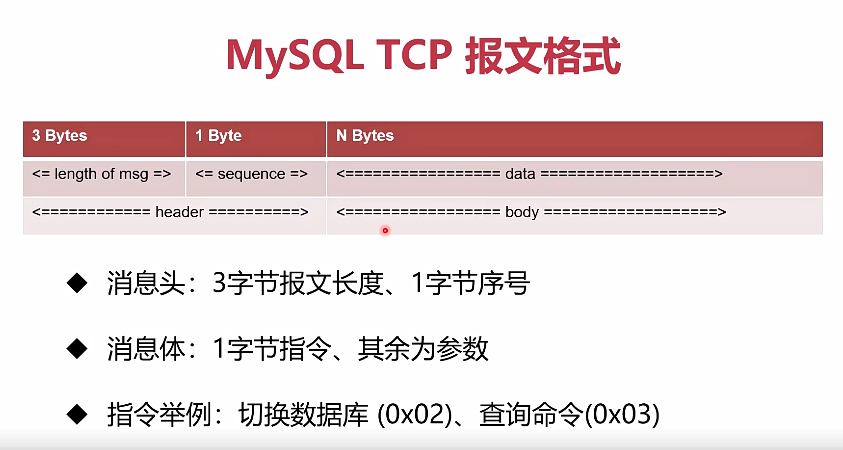 MySQL TCP 报文格式
3 Bytes 1 Byte N Bytes
<= length of msg => <= sequence => <================= data ===================>
<============ header ==========> <================= body ===================>
◆ 消息头：3字节报文长度、1字节序号
◆ 消息体：1字节指令、其余为参数
◆ 指令举例：切换数据库 (0x02)、查询命令(0x03)